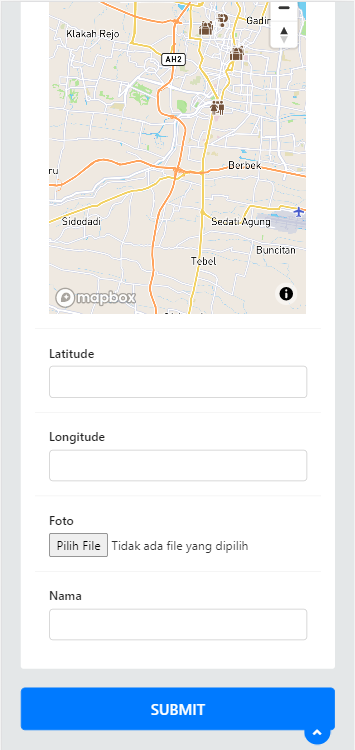 Gadin
Klakah Rejo
AH2
Berbek
ru
Sidodadi
Sedati Agung
Buncitan
Tebel
mapbox
Latitude
Longitude
Foto
Pilih File Tidak ada file yang dipilih
Nama
SUBMIT